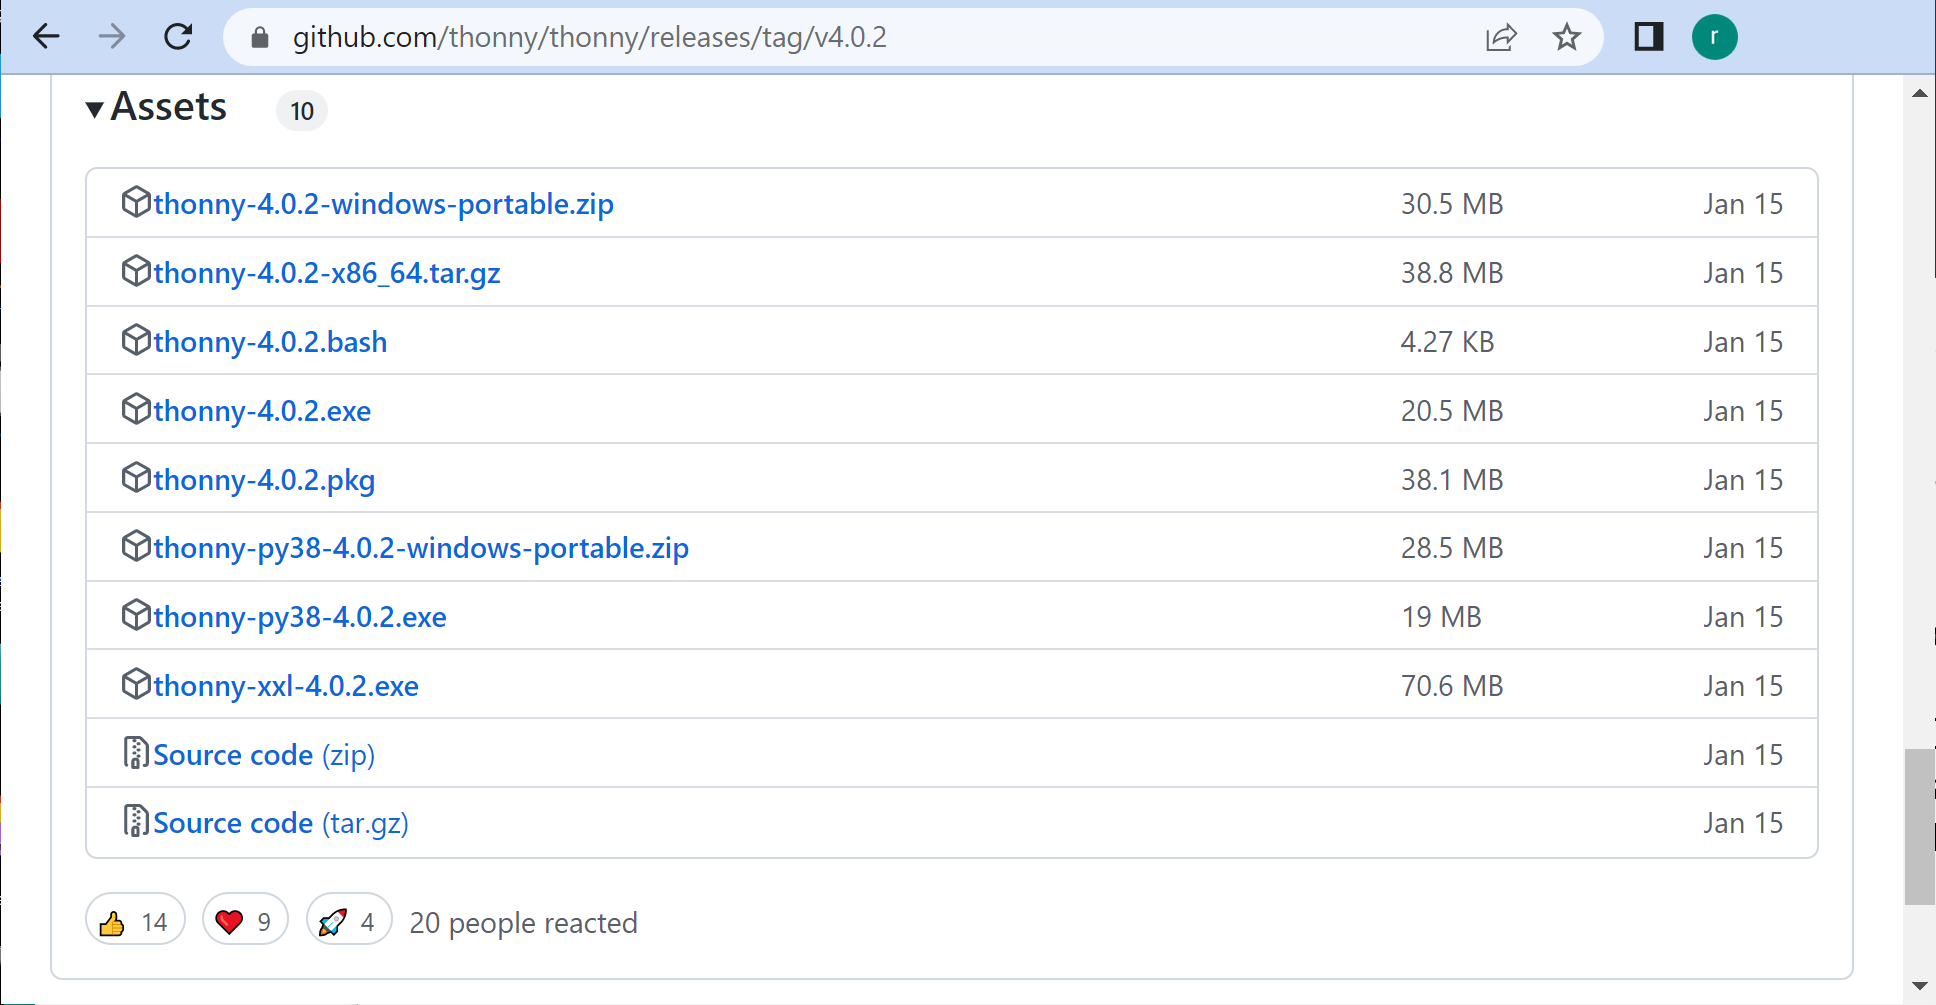 github.com/thonny/thonny/releases/tag/v4.0.2
r
Assets 10
thonny-4.0.2-windows-portable.zip 30.5 MB Jan 15
thonny-4.0.2-x86_64.tar.gz 38.8 MB Jan 15
thonny-4.0.2.bash 4.27 KB Jan 15
thonny-4.0.2.exe 20.5 MB Jan 15
thonny-4.0.2.pkg 38.1 MB Jan 15
thonny-py38-4.0.2-windows-portable.zip 28.5 MB Jan 15
thonny-py38-4.0.2.exe 19 MB Jan 15
thonny-xxl-4.0.2.exe 70.6 MB Jan 15
Source code (zip) Jan 15
Source code (tar.gz) Jan 15
14 9 4 20 people reacted